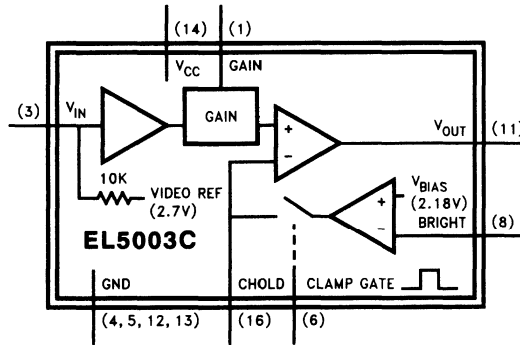 (14) (1)
VCC GAIN
(3) VIN
GAIN
+
−
VOUT (11)
10K
VIDEO REF
(2.7V)
VBIAS
(2.18V)
+
−
BRIGHT (8)
EL5003C
GND CHOLD CLAMP GATE
(4, 5, 12, 13) (16) (6)